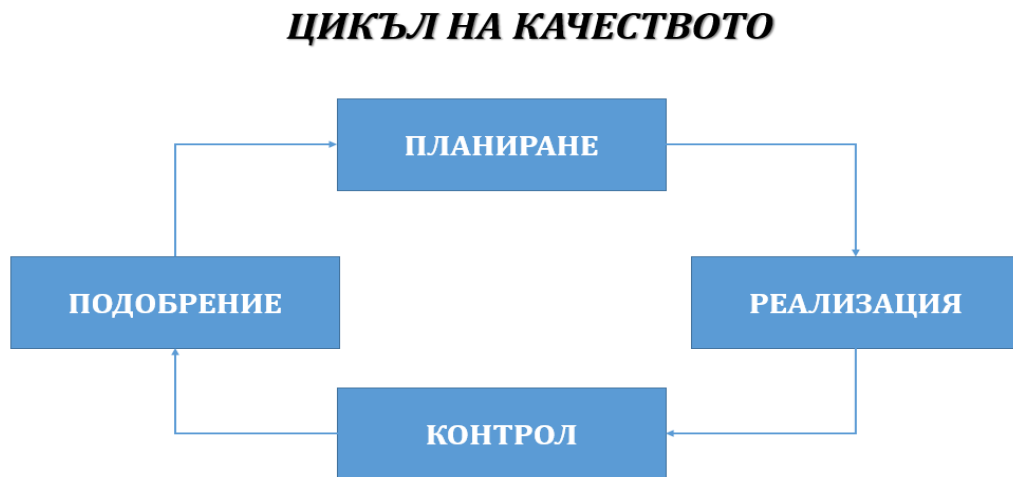 ЦИКЪЛ НА КАЧЕСТВОТО
ПЛАНИРАНЕ
ПОДОБРЕНИЕ
РЕАЛИЗАЦИЯ
КОНТРОЛ